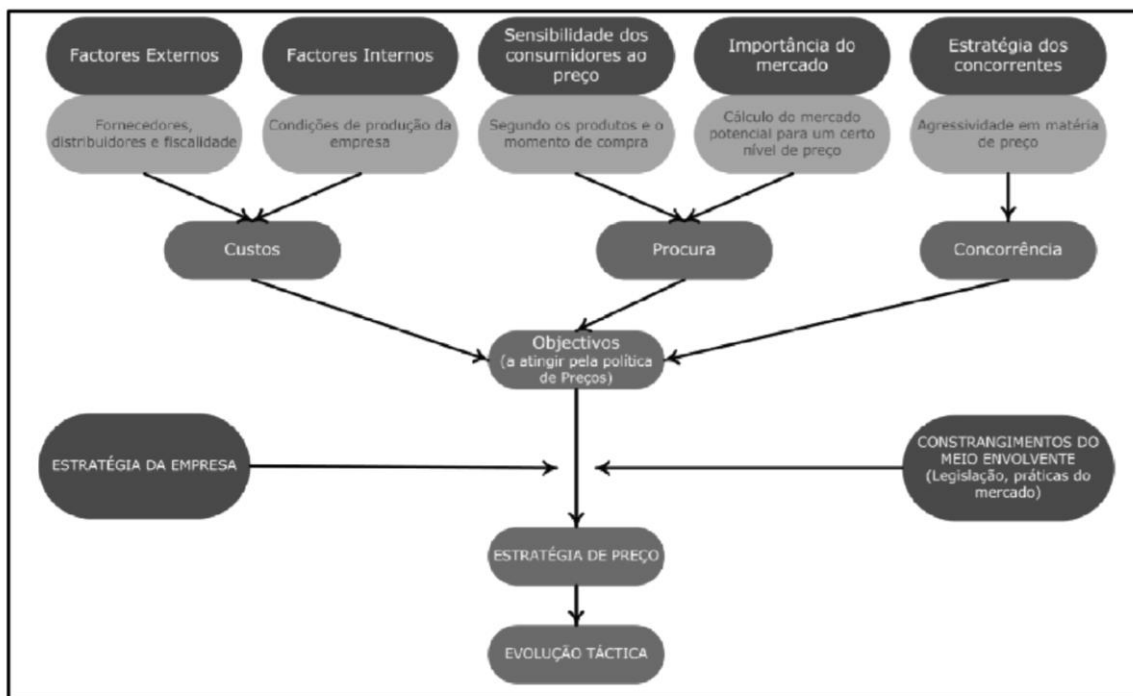 Factores Externos
Factores Internos
Sensibilidade dos
consumidores ao
preço
Importância do
mercado
Estratégia dos
concorrentes
Fornecedores,
distribuidores e fiscalidade
Condições de produção da
empresa
Segundo os produtos e o
momento de compra
Cálculo do mercado
potencial para um certo
nível de preço
Agressividade em matéria
de preço
Custos
Procura
Concorrência
Objectivos
(a atingir pela política
de Preços)
ESTRATÉGIA DA EMPRESA
CONSTRANGIMENTOS DO
MEIO ENVOLVENTE
(Legislação, práticas do
mercado)
ESTRATÉGIA DE PREÇO
EVOLUÇÃO TÁCTICA